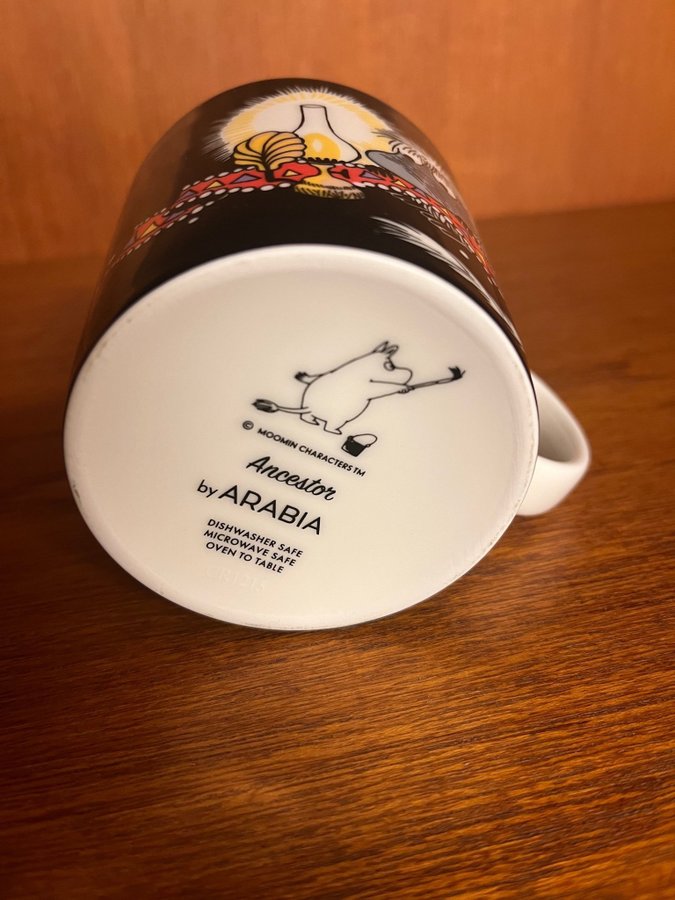 © MOOMIN CHARACTERS™
Ancestor
by ARABIA
DISHWASHER SAFE
MICROWAVE SAFE
OVEN TO TABLE